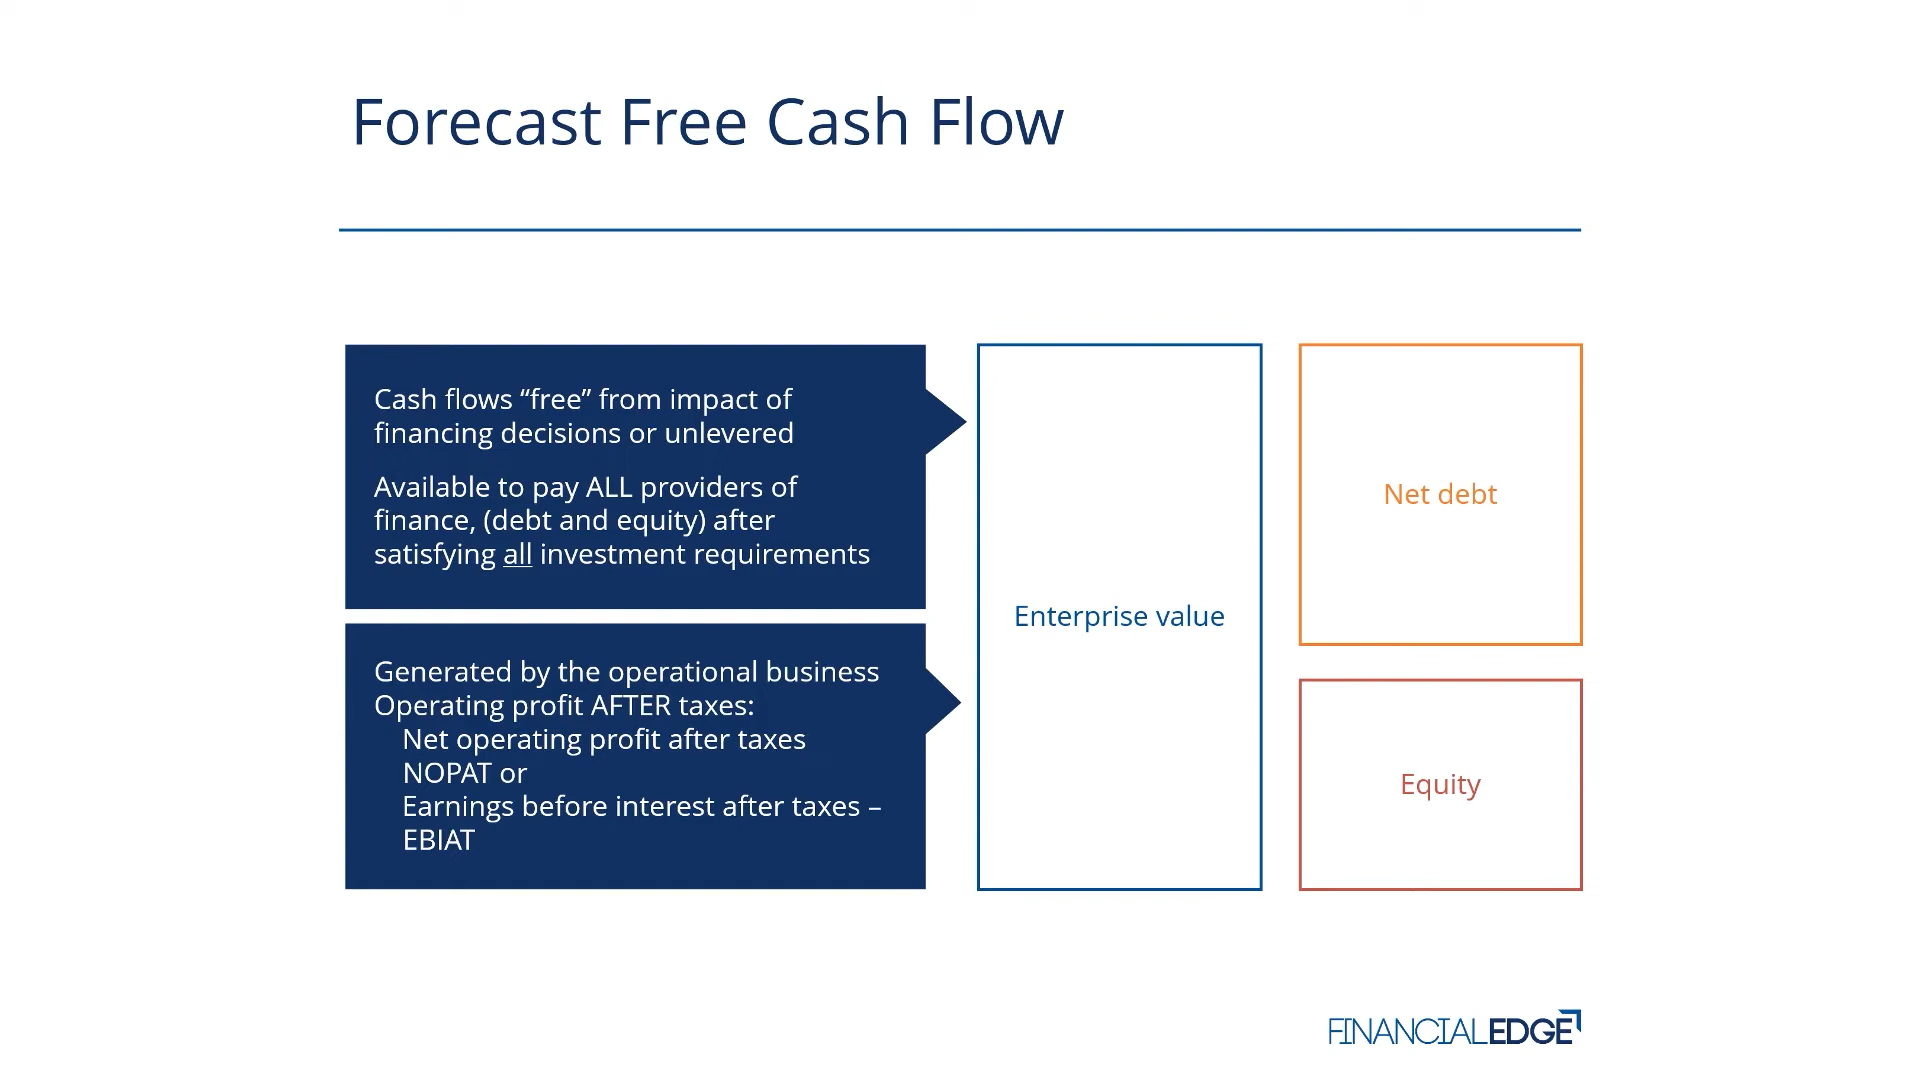 Forecast Free Cash Flow
Cash flows “free” from impact of
financing decisions or unlevered
Available to pay ALL providers of
finance, (debt and equity) after
satisfying all investment requirements
Generated by the operational business
Operating profit AFTER taxes:
Net operating profit after taxes
NOPAT or
Earnings before interest after taxes –
EBIAT
Enterprise value
Net debt
Equity
FINANCIALEDGE